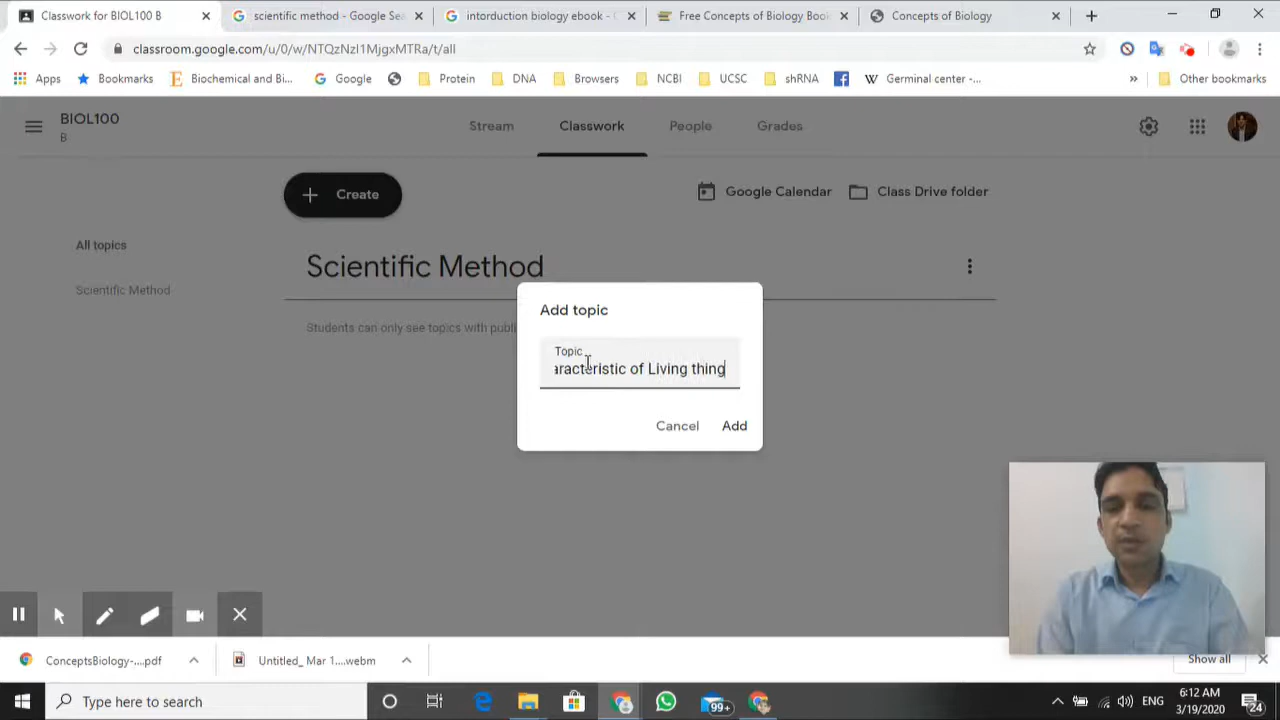 Classwork for BIOL100 B
scientific method - Google Sea
intorduction biology ebook -
Free Concepts of Biology Book
Concepts of Biology
classroom.google.com/u/0/w/NTQzNzI1MjgxMTRa/t/all
Apps
Bookmarks
Biochemical and Bi...
Google
Protein
DNA
Browsers
NCBI
UCSC
shRNA
Germinal center -...
»
Other bookmarks
BIOL100
B
Stream
Classwork
People
Grades
+ Create
Google Calendar
Class Drive folder
All topics
Scientific Method
Scientific Method
Students can only see topics with publi
Add topic
Topic
aracteristic of Living thing
Cancel
Add
ConceptsBiology-....pdf
Untitled_ Mar 1....webm
Show all
Type here to search
99+
ENG
6:12 AM
3/19/2020
24